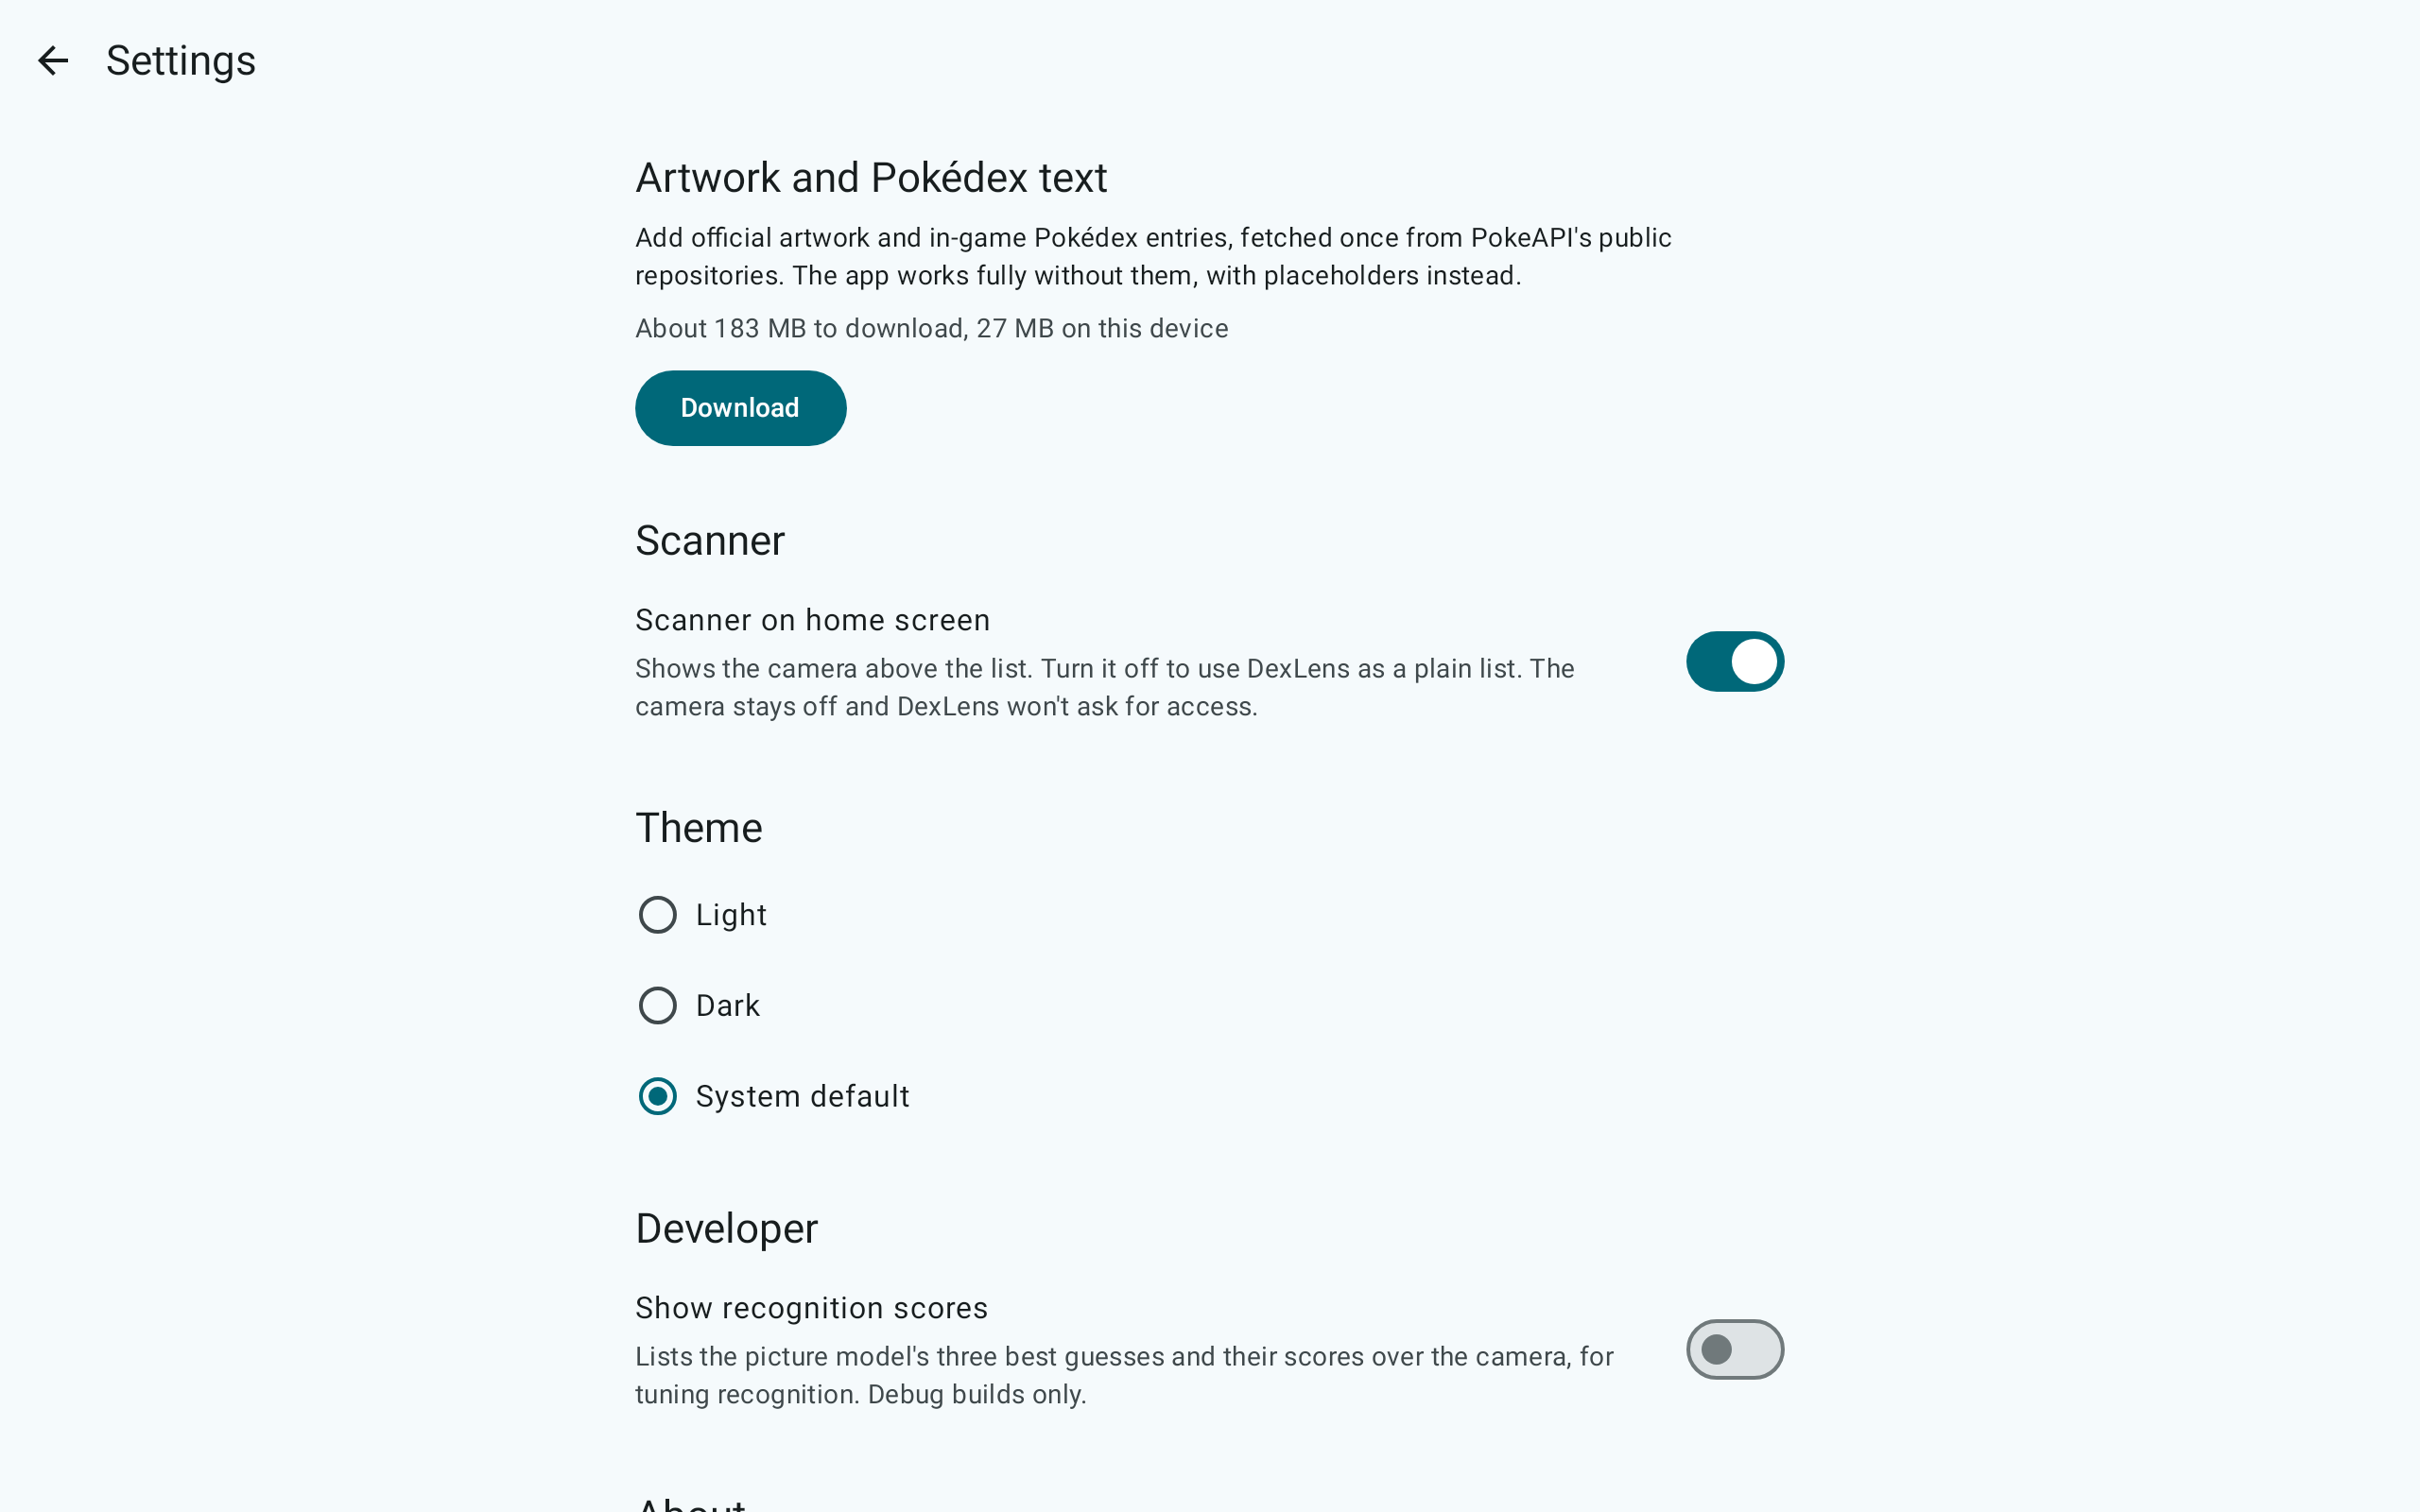 Settings
Artwork and Pokédex text
Add official artwork and in-game Pokédex entries, fetched once from PokeAPI's public
repositories. The app works fully without them, with placeholders instead.
About 183 MB to download, 27 MB on this device
Download
Scanner
Scanner on home screen
Shows the camera above the list. Turn it off to use DexLens as a plain list. The
camera stays off and DexLens won't ask for access.
Theme
Light
Dark
System default
Developer
Show recognition scores
Lists the picture model's three best guesses and their scores over the camera, for
tuning recognition. Debug builds only.
About